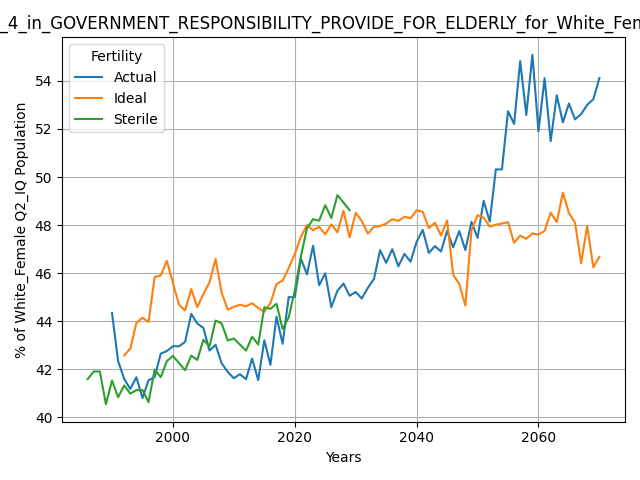 _4_in_GOVERNMENT_RESPONSIBILITY_PROVIDE_FOR_ELDERLY_for_White_Fem
Fertility
Actual
Ideal
Sterile
% of White_Female Q2_IQ Population
54
52
50
48
46
44
42
40
2000 2020 2040 2060
Years